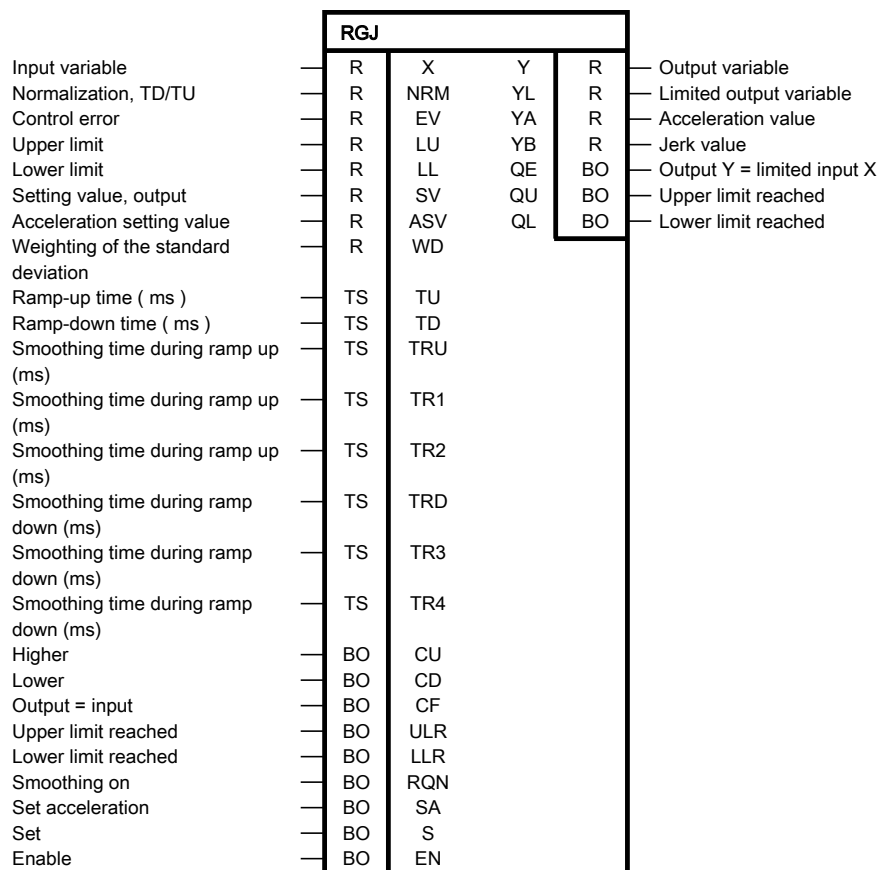 RGJ
Input variable R X Y R Output variable
Normalization, TD/TU R NRM YL R Limited output variable
Control error R EV YA R Acceleration value
Upper limit R LU YB R Jerk value
Lower limit R LL QE BO Output Y = limited input X
Setting value, output R SV QU BO Upper limit reached
Acceleration setting value R ASV QL BO Lower limit reached
Weighting of the standard R WD
deviation
Ramp-up time ( ms ) TS TU
Ramp-down time ( ms ) TS TD
Smoothing time during ramp up TS TRU
(ms)
Smoothing time during ramp up TS TR1
(ms)
Smoothing time during ramp up TS TR2
(ms)
Smoothing time during ramp TS TRD
down (ms)
Smoothing time during ramp TS TR3
down (ms)
Smoothing time during ramp TS TR4
down (ms)
Higher BO CU
Lower BO CD
Output = input BO CF
Upper limit reached BO ULR
Lower limit reached BO LLR
Smoothing on BO RQN
Set acceleration BO SA
Set BO S
Enable BO EN